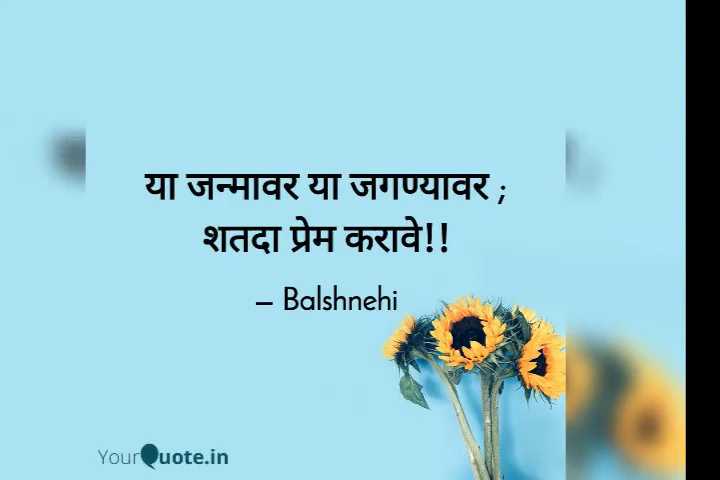 या जन्मावर या जगण्यावर ;
शतदा प्रेम करावे!!
– Balshnehi
YourQuote.in